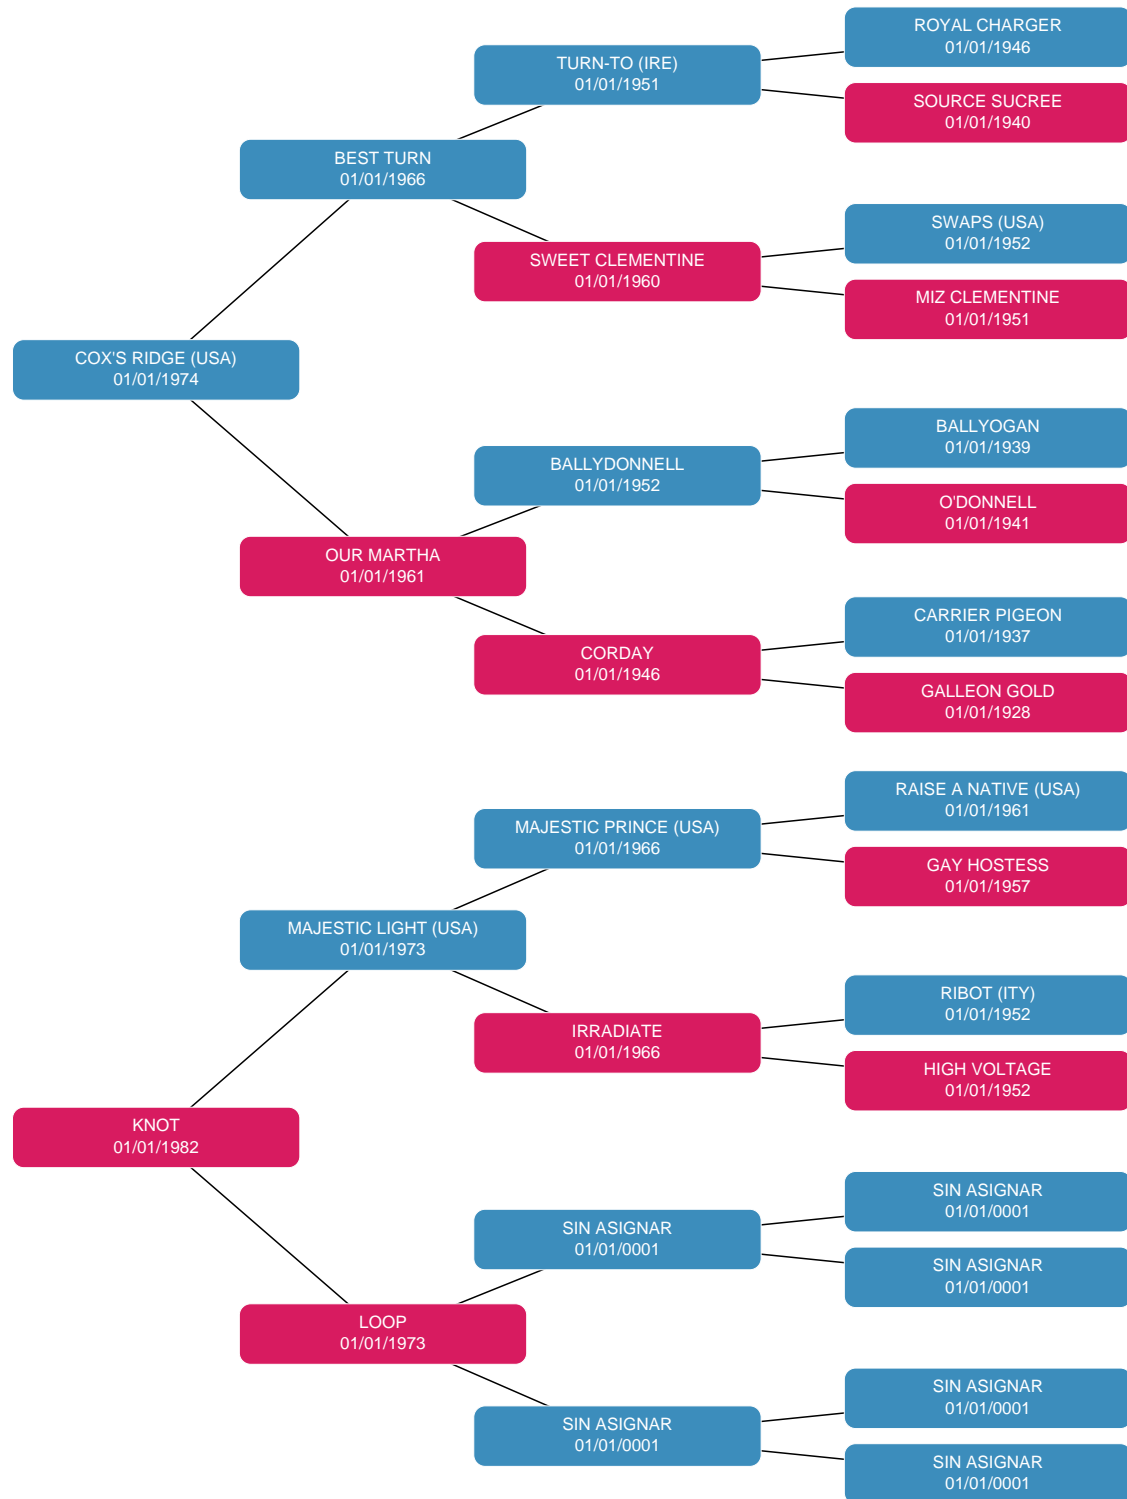 ROYAL CHARGER
01/01/1946
TURN-TO (IRE)
01/01/1951
SOURCE SUCREE
01/01/1940
BEST TURN
01/01/1966
SWAPS (USA)
01/01/1952
SWEET CLEMENTINE
01/01/1960
MIZ CLEMENTINE
01/01/1951
COX'S RIDGE (USA)
01/01/1974
BALLYOGAN
01/01/1939
BALLYDONNELL
01/01/1952
O'DONNELL
01/01/1941
OUR MARTHA
01/01/1961
CARRIER PIGEON
01/01/1937
CORDAY
01/01/1946
GALLEON GOLD
01/01/1928
RAISE A NATIVE (USA)
01/01/1961
MAJESTIC PRINCE (USA)
01/01/1966
GAY HOSTESS
01/01/1957
MAJESTIC LIGHT (USA)
01/01/1973
RIBOT (ITY)
01/01/1952
IRRADIATE
01/01/1966
HIGH VOLTAGE
01/01/1952
KNOT
01/01/1982
SIN ASIGNAR
01/01/0001
SIN ASIGNAR
01/01/0001
SIN ASIGNAR
01/01/0001
LOOP
01/01/1973
SIN ASIGNAR
01/01/0001
SIN ASIGNAR
01/01/0001
SIN ASIGNAR
01/01/0001